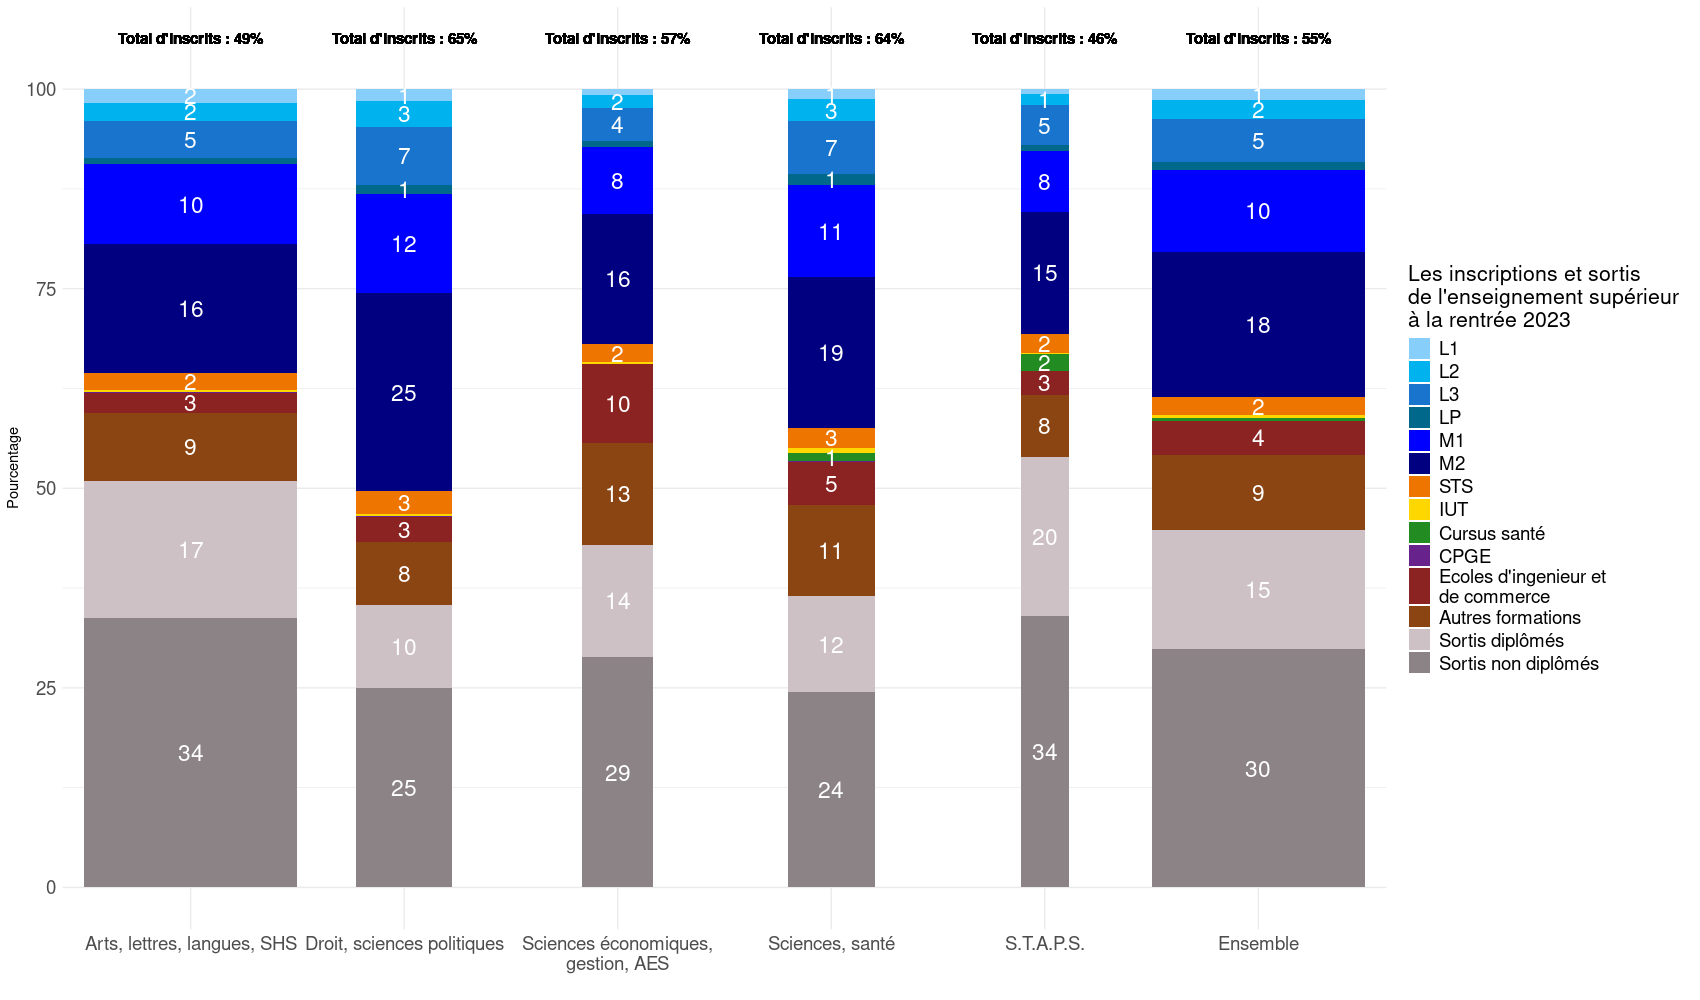 Total d'inscrits : 49% Total d'inscrits : 65% Total d'inscrits : 57% Total d'inscrits : 64% Total d'inscrits : 46% Total d'inscrits : 55%
Pourcentage
100
75
50
25
0
2
2
5
10
16
2
3
9
17
34
1
3
7
1
12
25
3
3
8
10
25
2
4
8
16
2
10
13
14
29
1
3
7
1
11
19
3
1
5
11
12
24
1
5
8
15
2
2
3
8
20
34
1
2
5
10
18
2
4
9
15
30
Arts, lettres, langues, SHS
Droit, sciences politiques
Sciences économiques,
gestion, AES
Sciences, santé
S.T.A.P.S.
Ensemble
Les inscriptions et sortis
de l'enseignement supérieur
à la rentrée 2023
L1
L2
L3
LP
M1
M2
STS
IUT
Cursus santé
CPGE
Ecoles d'ingenieur et
de commerce
Autres formations
Sortis diplômés
Sortis non diplômés